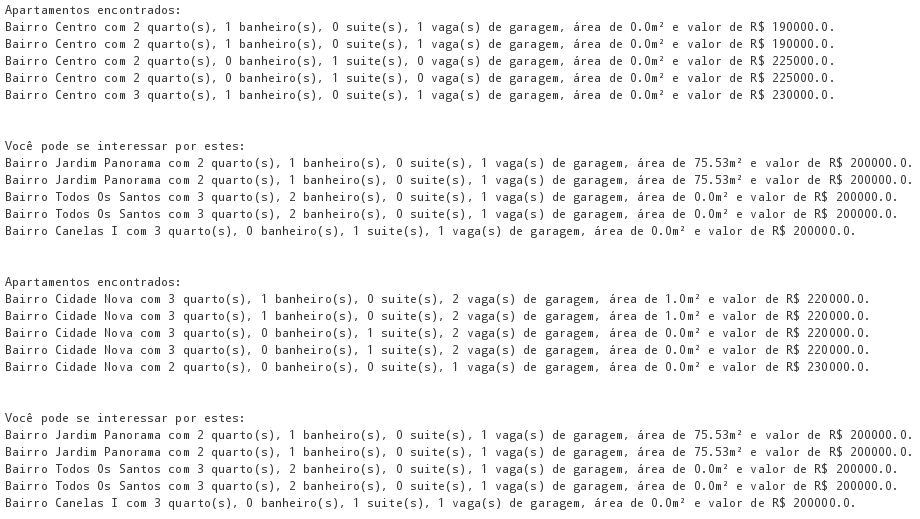 Apartamentos encontrados:
Bairro Centro com 2 quarto(s), 1 banheiro(s), 0 suite(s), 1 vaga(s) de garagem, área de 0.0m² e valor de R$ 190000.0.
Bairro Centro com 2 quarto(s), 1 banheiro(s), 0 suite(s), 1 vaga(s) de garagem, área de 0.0m² e valor de R$ 190000.0.
Bairro Centro com 2 quarto(s), 0 banheiro(s), 1 suite(s), 0 vaga(s) de garagem, área de 0.0m² e valor de R$ 225000.0.
Bairro Centro com 2 quarto(s), 0 banheiro(s), 1 suite(s), 0 vaga(s) de garagem, área de 0.0m² e valor de R$ 225000.0.
Bairro Centro com 3 quarto(s), 1 banheiro(s), 0 suite(s), 1 vaga(s) de garagem, área de 0.0m² e valor de R$ 230000.0.
Você pode se interessar por estes:
Bairro Jardim Panorama com 2 quarto(s), 1 banheiro(s), 0 suite(s), 1 vaga(s) de garagem, área de 75.53m² e valor de R$ 200000.0.
Bairro Jardim Panorama com 2 quarto(s), 1 banheiro(s), 0 suite(s), 1 vaga(s) de garagem, área de 75.53m² e valor de R$ 200000.0.
Bairro Todos Os Santos com 3 quarto(s), 2 banheiro(s), 0 suite(s), 1 vaga(s) de garagem, área de 0.0m² e valor de R$ 200000.0.
Bairro Todos Os Santos com 3 quarto(s), 2 banheiro(s), 0 suite(s), 1 vaga(s) de garagem, área de 0.0m² e valor de R$ 200000.0.
Bairro Canelas I com 3 quarto(s), 0 banheiro(s), 1 suite(s), 1 vaga(s) de garagem, área de 0.0m² e valor de R$ 200000.0.
Apartamentos encontrados:
Bairro Cidade Nova com 3 quarto(s), 1 banheiro(s), 0 suite(s), 2 vaga(s) de garagem, área de 1.0m² e valor de R$ 220000.0.
Bairro Cidade Nova com 3 quarto(s), 1 banheiro(s), 0 suite(s), 2 vaga(s) de garagem, área de 1.0m² e valor de R$ 220000.0.
Bairro Cidade Nova com 3 quarto(s), 0 banheiro(s), 1 suite(s), 2 vaga(s) de garagem, área de 0.0m² e valor de R$ 220000.0.
Bairro Cidade Nova com 3 quarto(s), 0 banheiro(s), 1 suite(s), 2 vaga(s) de garagem, área de 0.0m² e valor de R$ 220000.0.
Bairro Cidade Nova com 2 quarto(s), 0 banheiro(s), 0 suite(s), 1 vaga(s) de garagem, área de 0.0m² e valor de R$ 230000.0.
Você pode se interessar por estes:
Bairro Jardim Panorama com 2 quarto(s), 1 banheiro(s), 0 suite(s), 1 vaga(s) de garagem, área de 75.53m² e valor de R$ 200000.0.
Bairro Jardim Panorama com 2 quarto(s), 1 banheiro(s), 0 suite(s), 1 vaga(s) de garagem, área de 75.53m² e valor de R$ 200000.0.
Bairro Todos Os Santos com 3 quarto(s), 2 banheiro(s), 0 suite(s), 1 vaga(s) de garagem, área de 0.0m² e valor de R$ 200000.0.
Bairro Todos Os Santos com 3 quarto(s), 2 banheiro(s), 0 suite(s), 1 vaga(s) de garagem, área de 0.0m² e valor de R$ 200000.0.
Bairro Canelas I com 3 quarto(s), 0 banheiro(s), 1 suite(s), 1 vaga(s) de garagem, área de 0.0m² e valor de R$ 200000.0.